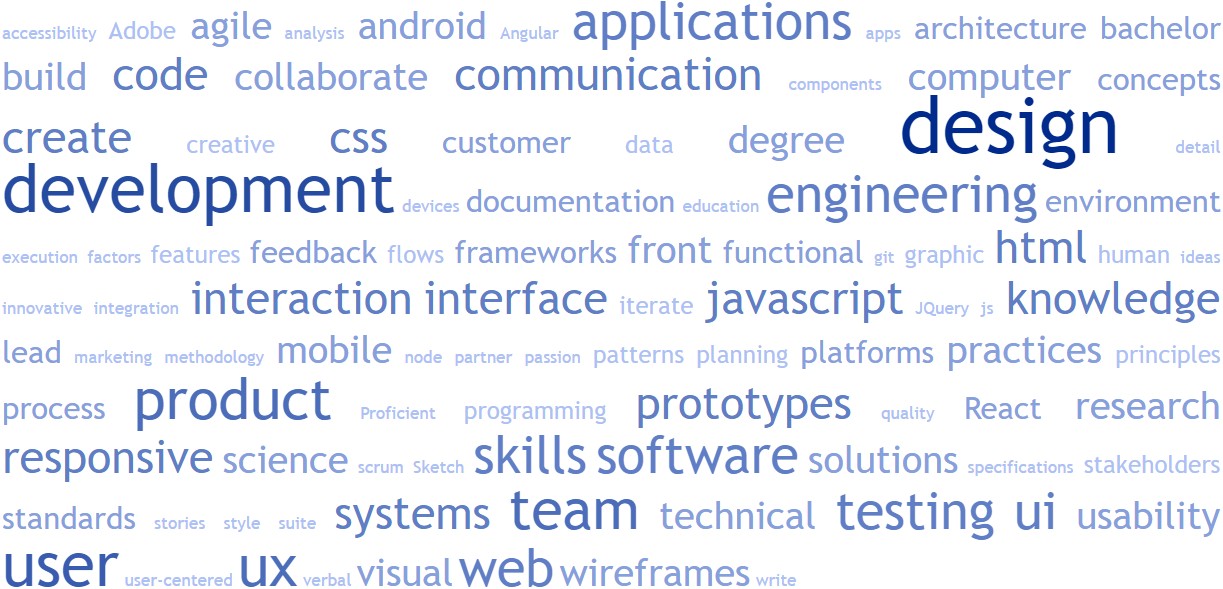 accessibility Adobe agile analysis android Angular applications apps architecture bachelor
build code collaborate communication components computer concepts
create creative css customer data degree design detail
development devices documentation education engineering environment
execution factors features feedback flows frameworks front functional git graphic html human ideas
innovative integration interaction interface iterate javascript JQuery js knowledge
lead marketing methodology mobile node partner passion patterns planning platforms practices principles
process product Proficient programming prototypes quality React research
responsive science scrum Sketch skills software solutions specifications stakeholders
standards stories style suite systems team technical testing ui usability
user user-centered ux verbal visual web wireframes write